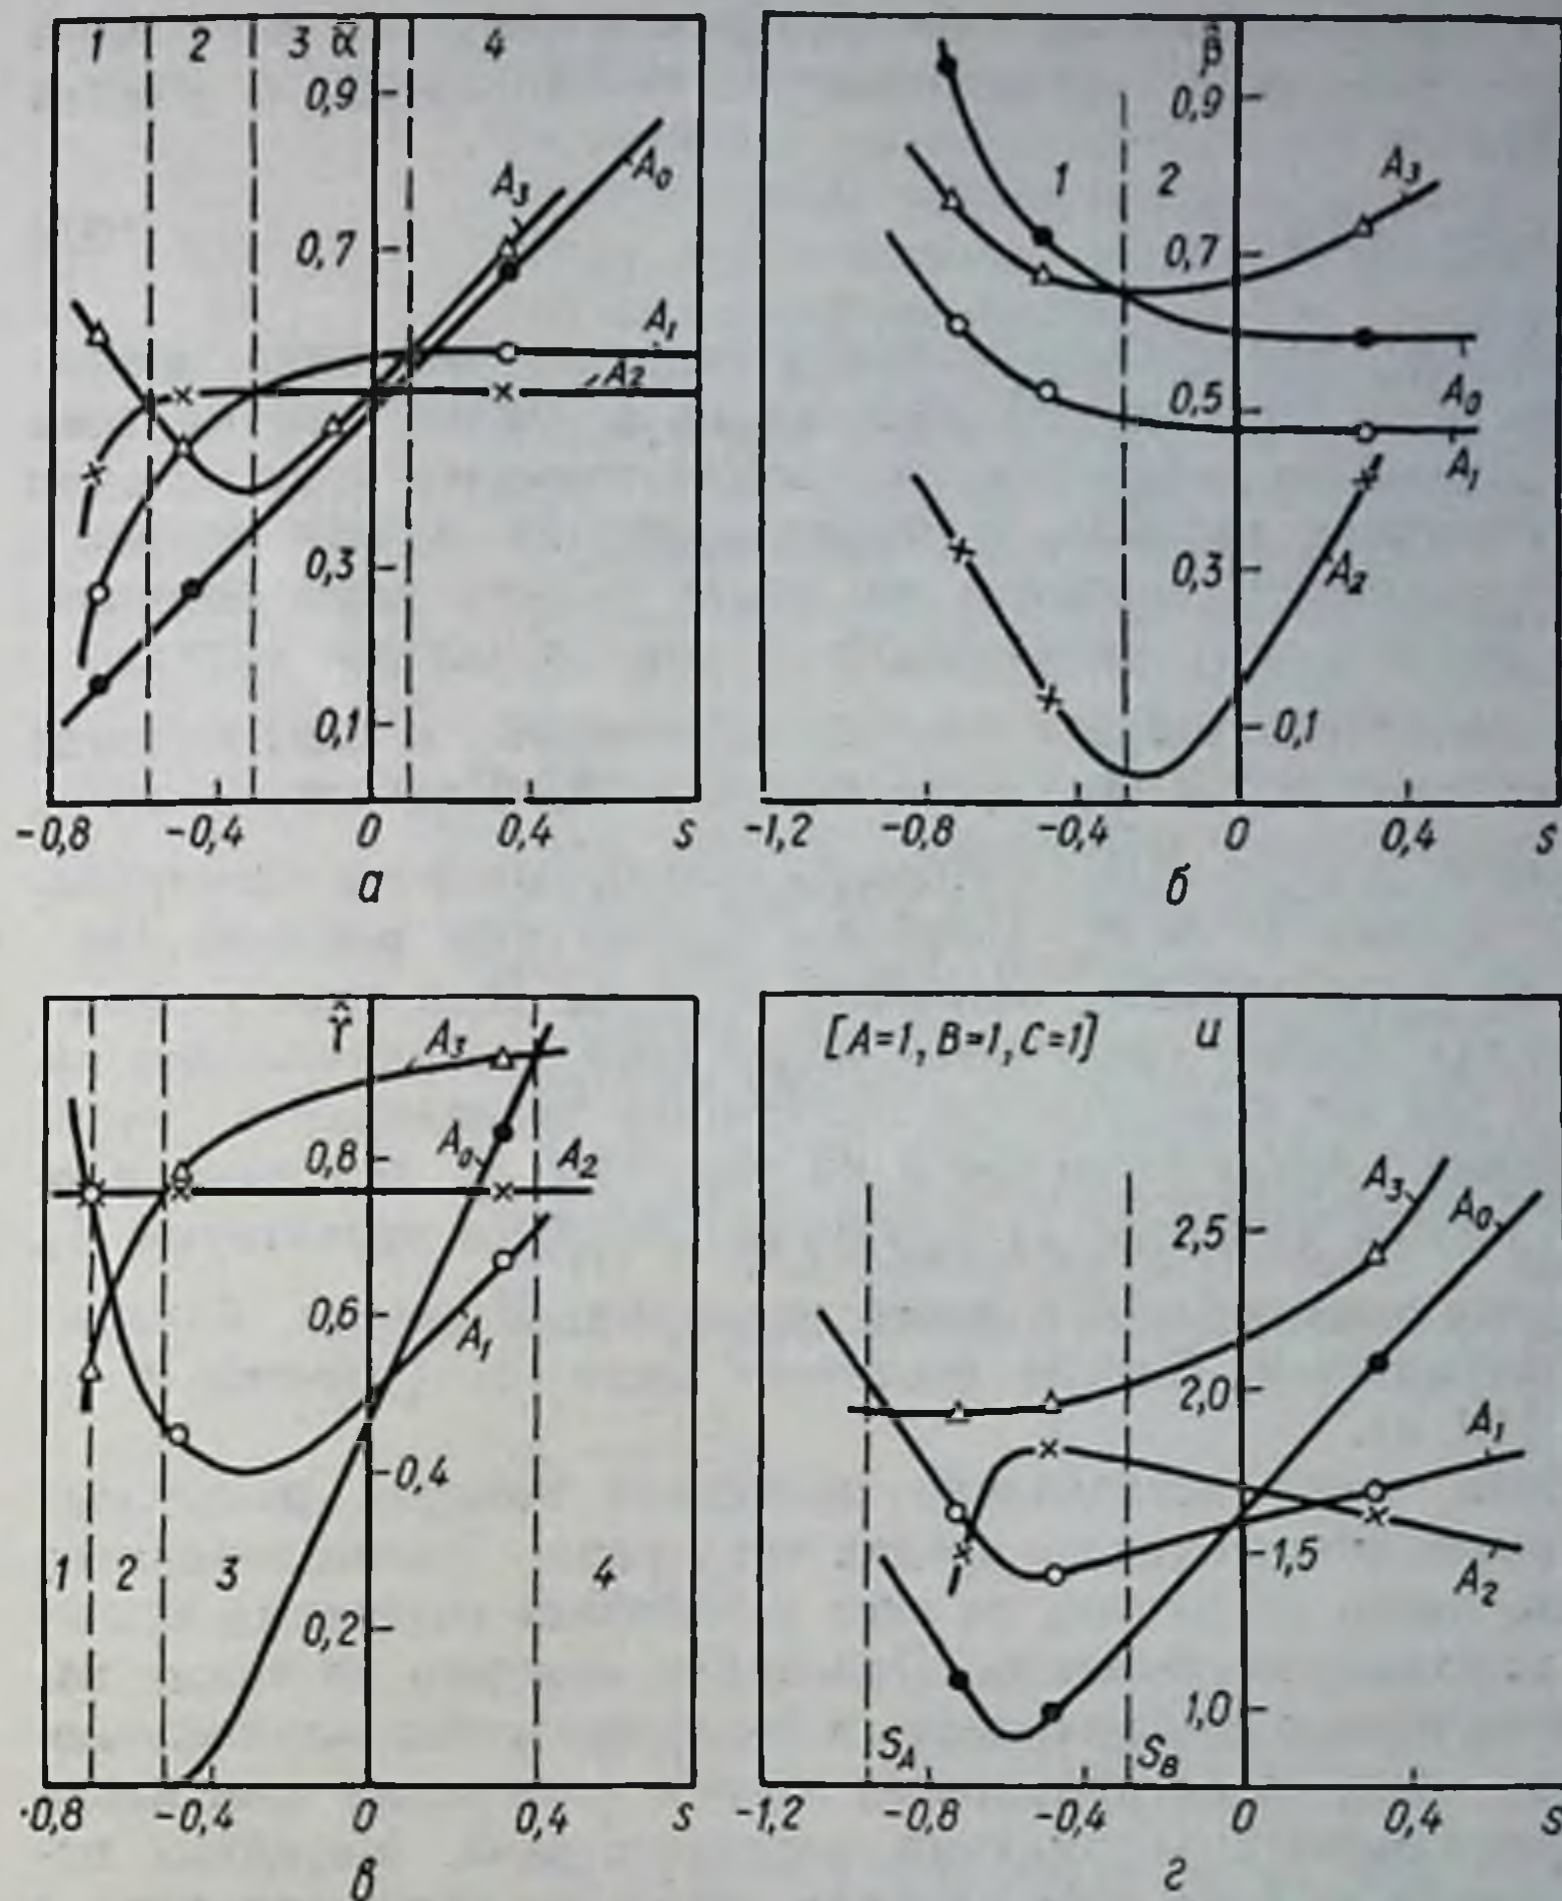 1 2 3 α̂ 4
0,9
A₃ A₀
0,7
A₁
A₂
0,3
0,1
-0,8 -0,4 0 0,4 s
а
β̂
0,9
1 2 A₃
0,7
0,5 A₀
A₁
0,3 A₂
0,1
-1,2 -0,8 -0,4 0 0,4 s
б
γ̂ A₃
0,8 A₀ A₂
0,6 A₁
0,4
1 2 3 4
0,2
-0,8 -0,4 0 0,4 s
в
[A=1, B=1, C=1] u
A₃ A₀
2,5
2,0
A₁
1,5
A₂
1,0
S_A S_B
-1,2 -0,8 -0,4 0 0,4 s
г